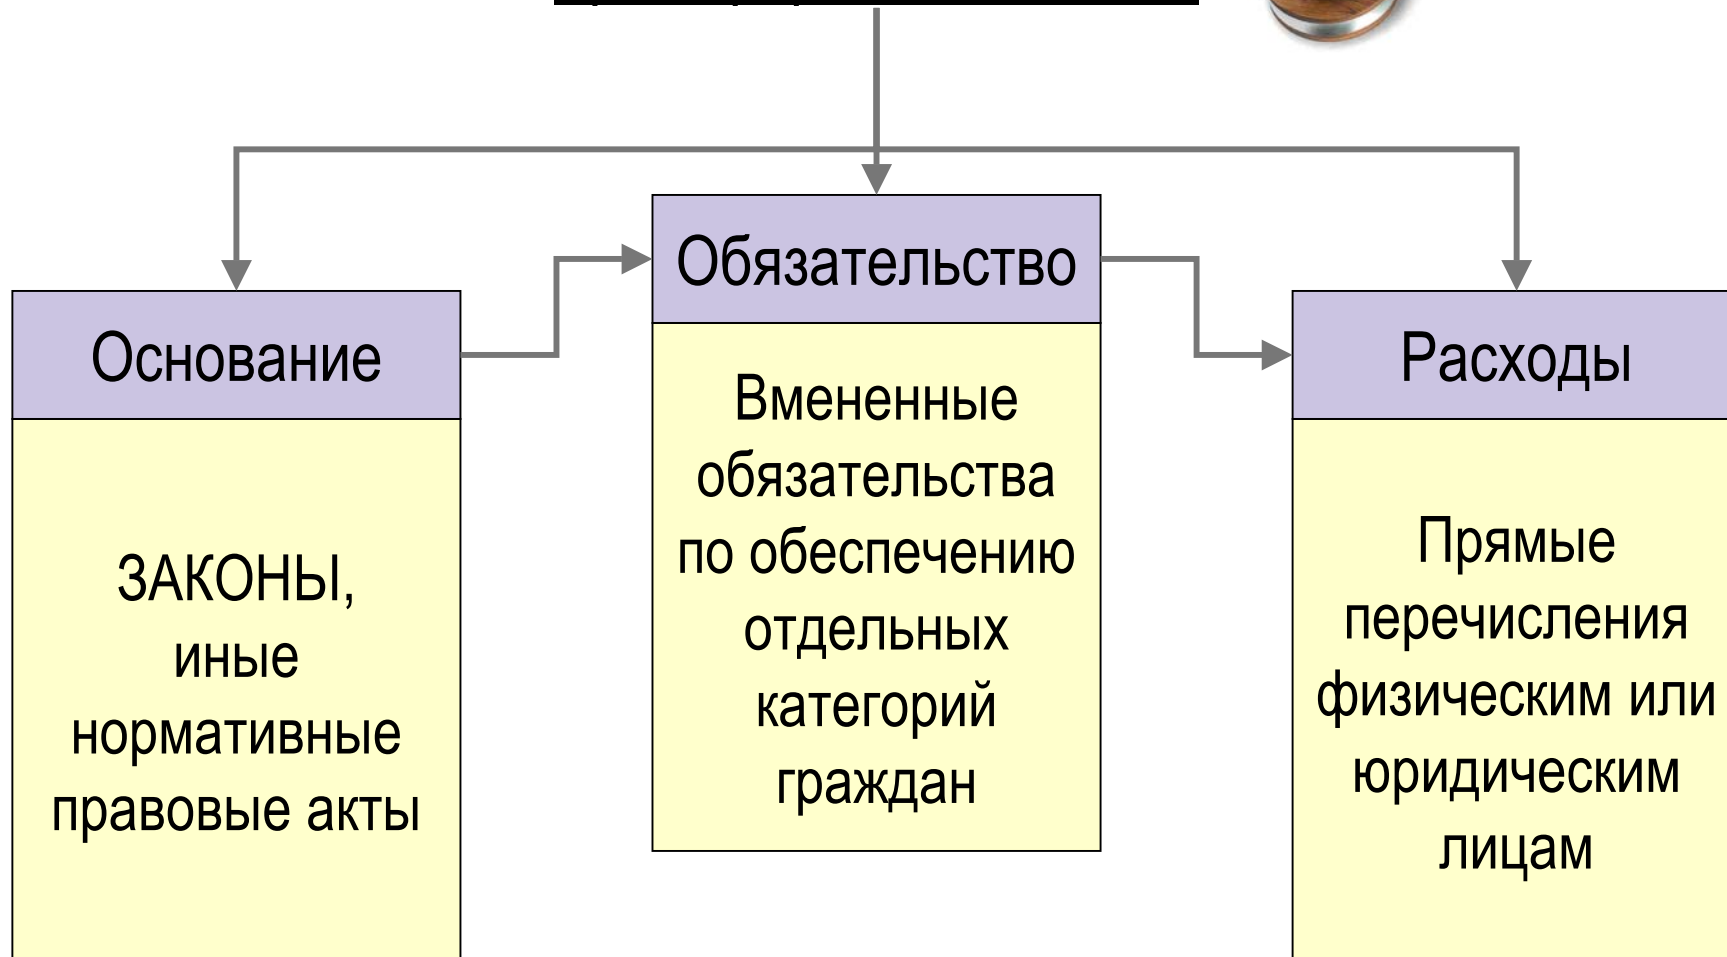 Основание
ЗАКОНЫ,
иные
нормативные
правовые акты
Обязательство
Вмененные
обязательства
по обеспечению
отдельных
категорий
граждан
Расходы
Прямые
перечисления
физическим или
юридическим
лицам